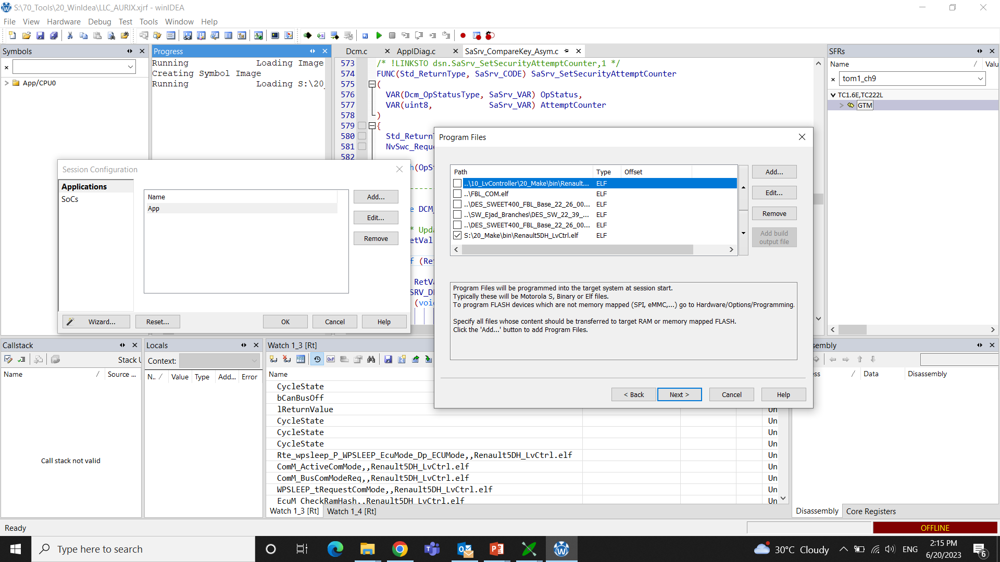 S:\70_Tools\20_WinIdea\LLC_AURIX.xjrf - winIDEA
File View Hardware Debug Test Tools Window Help
Symbols
App/CPU0
Progress
Running Loading Image
Creating Symbol Image
Running Loading S:\20_
Dcm.c
ApplDiag.c
SaSrv_CompareKey_Asym.c
573 /* !LINKSTO dsn.SaSrv_SetSecurityAttemptCounter,1 */
574 FUNC(Std_ReturnType, SaSrv_CODE) SaSrv_SetSecurityAttemptCounter
575 (
576 VAR(Dcm_OpStatusType, SaSrv_VAR) OpStatus,
577 VAR(uint8, SaSrv_VAR) AttemptCounter
578 )
579 {
580 Std_Return
581 NvSwc_Requ
582
h(OpSt
e DCM_
* Upda
etVal
f (Ret
RetVa
SRV_DE
(voi
SFRs
Name / Valu
tom1_ch9
TC1.6E,TC222L
GTM
Session Configuration
Applications
SoCs
Name
App
Add...
Edit...
Remove
Wizard...
Reset...
OK
Cancel
Help
Program Files
Path Type Offset
..\10_LvController\20_Make\bin\Renault... ELF
..\FBL_COM.elf ELF
..\DES_SWEET400_FBL_Base_22_26_00... ELF
..\SW_Ejad_Branches\DES_SW_22_39_... ELF
..\DES_SWEET400_FBL_Base_22_26_00... ELF
S:\20_Make\bin\Renault5DH_LvCtrl.elf ELF
Add...
Edit...
Remove
Add build
output file
Program Files will be programmed into the target system at session start.
Typically these will be Motorola S, Binary or Elf files.
To program FLASH devices which are not memory mapped (SPI, eMMC,...) go to Hardware/Options/Programming.
Specify all files whose content should be transferred to target RAM or memory mapped FLASH.
Click the 'Add...' button to add Program Files.
< Back
Next >
Cancel
Help
Callstack
Stack U
Name / Source ...
Call stack not valid
Locals
Context:
N.. / Value Type Add... Error
Watch 1_3 [Rt]
0xF
Name
CycleState
bCanBusOff
lReturnValue Un
CycleState Un
CycleState Un
CycleState Un
Rte_wpsleep_P_WPSLEEP_EcuMode_Dp_ECUMode,,Renault5DH_LvCtrl.elf Un
ComM_ActiveComMode,,Renault5DH_LvCtrl.elf Un
ComM_BusComModeReq,,Renault5DH_LvCtrl.elf Un
WPSLEEP_tRequestComMode,,Renault5DH_LvCtrl.elf Un
EcuM_CheckRamHash,,Renault5DH_LvCtrl.elf Un
Watch 1_3 [Rt] Watch 1_4 [Rt]
sembly
ss / Data Disassembly
Disassembly Core Registers
Ready
OFFLINE
Type here to search
30°C Cloudy
ENG
2:15 PM
6/20/2023
6